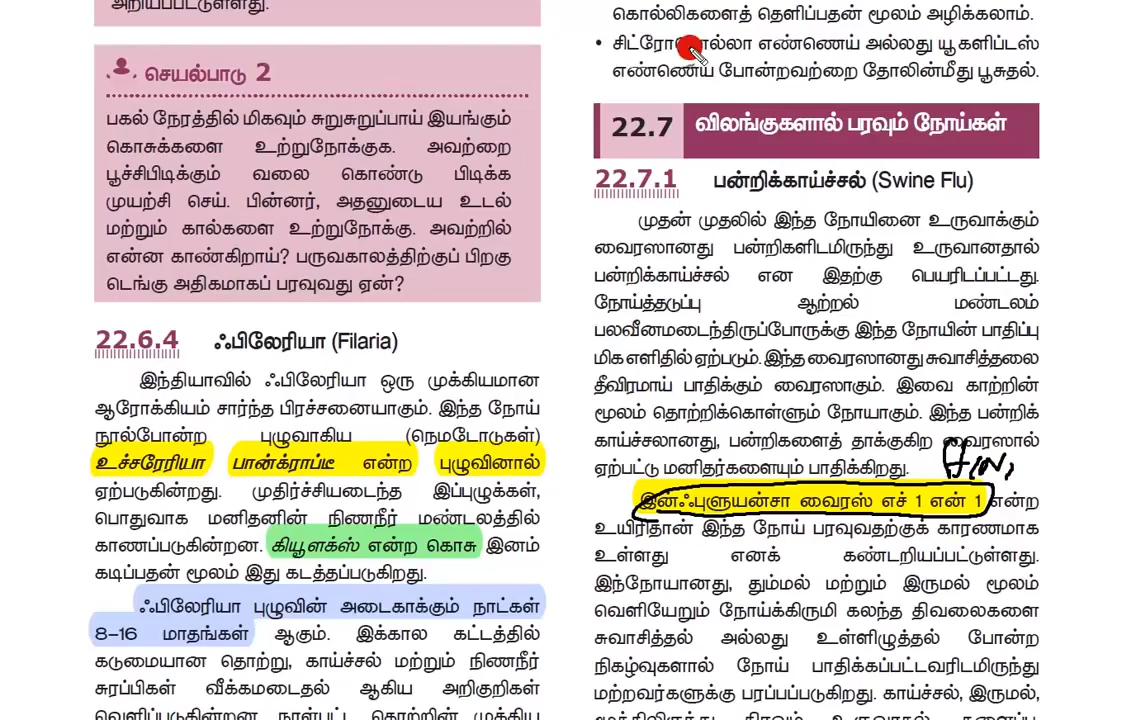 அறியப்பட்டுள்ளது.
செயல்பாடு 2
பகல் நேரத்தில் மிகவும் சுறுசுறுப்பாய் இயங்கும்
கொசுக்களை உற்றுநோக்குக. அவற்றை
பூச்சிபிடிக்கும் வலை கொண்டு பிடிக்க
முயற்சி செய். பின்னர், அதனுடைய உடல்
மற்றும் கால்களை உற்றுநோக்கு. அவற்றில்
என்ன காண்கிறாய்? பருவகாலத்திற்குப் பிறகு
டெங்கு அதிகமாகப் பரவுவது ஏன்?
22.6.4 ஃபிலேரியா (Filaria)
இந்தியாவில் ஃபிலேரியா ஒரு முக்கியமான
ஆரோக்கியம் சார்ந்த பிரச்சனையாகும். இந்த நோய்
நூல்போன்ற புழுவாகிய (நெமடோடுகள்)
உச்சரேரியா பான்க்ராப்டீ என்ற புழுவினால்
ஏற்படுகின்றது. முதிர்ச்சியடைந்த இப்புழுக்கள்,
பொதுவாக மனிதனின் நிணநீர் மண்டலத்தில்
காணப்படுகின்றன. கியூலக்ஸ் என்ற கொசு இனம்
கடிப்பதன் மூலம் இது கடத்தப்படுகிறது.
ஃபிலேரியா புழுவின் அடைகாக்கும் நாட்கள்
8–16 மாதங்கள் ஆகும். இக்கால கட்டத்தில்
கடுமையான தொற்று, காய்ச்சல் மற்றும் நிணநீர்
சுரப்பிகள் வீக்கமடைதல் ஆகிய அறிகுறிகள்
வெளிப்படுகின்றன. நாள்பட்ட தொற்றின் முக்கிய
கொல்லிகளைத் தெளிப்பதன் மூலம் அழிக்கலாம்.
• எண்ணெய் அல்லது யூகளிப்டஸ்
எண்ணெய் போன்றவற்றை தோலின்மீது பூசுதல்.
22.7 விலங்குகளால் பரவும் நோய்கள்
22.7.1 பன்றிக்காய்ச்சல் (Swine Flu)
முதன் முதலில் இந்த நோயினை உருவாக்கும்
வைரஸானது பன்றிகளிடமிருந்து உருவானதால்
பன்றிக்காய்ச்சல் என இதற்கு பெயரிடப்பட்டது.
நோய்த்தடுப்பு ஆற்றல் மண்டலம்
பலவீனமடைந்திருப்போருக்கு இந்த நோயின் பாதிப்பு
மிக எளிதில் ஏற்படும். இந்த வைரஸானது சுவாசித்தலை
தீவிரமாய் பாதிக்கும் வைரஸாகும். இவை காற்றின்
மூலம் தொற்றிக்கொள்ளும் நோயாகும். இந்த பன்றிக்
காய்ச்சலானது, பன்றிகளைத் தாக்குகிற வைரஸால்
ஏற்பட்டு மனிதர்களையும் பாதிக்கிறது.
இன்ஃபுளுயன்சா வைரஸ் எச் 1 என் 1 என்ற
உயிரிதான் இந்த நோய் பரவுவதற்குக் காரணமாக
உள்ளது எனக் கண்டறியப்பட்டுள்ளது.
இந்நோயானது, தும்மல் மற்றும் இருமல் மூலம்
வெளியேறும் நோய்க்கிருமி கலந்த திவலைகளை
சுவாசித்தல் அல்லது உள்ளிழுத்தல் போன்ற
நிகழ்வுகளால் நோய் பாதிக்கப்பட்டவரிடமிருந்து
மற்றவர்களுக்கு பரப்பப்படுகிறது. காய்ச்சல், இருமல்,